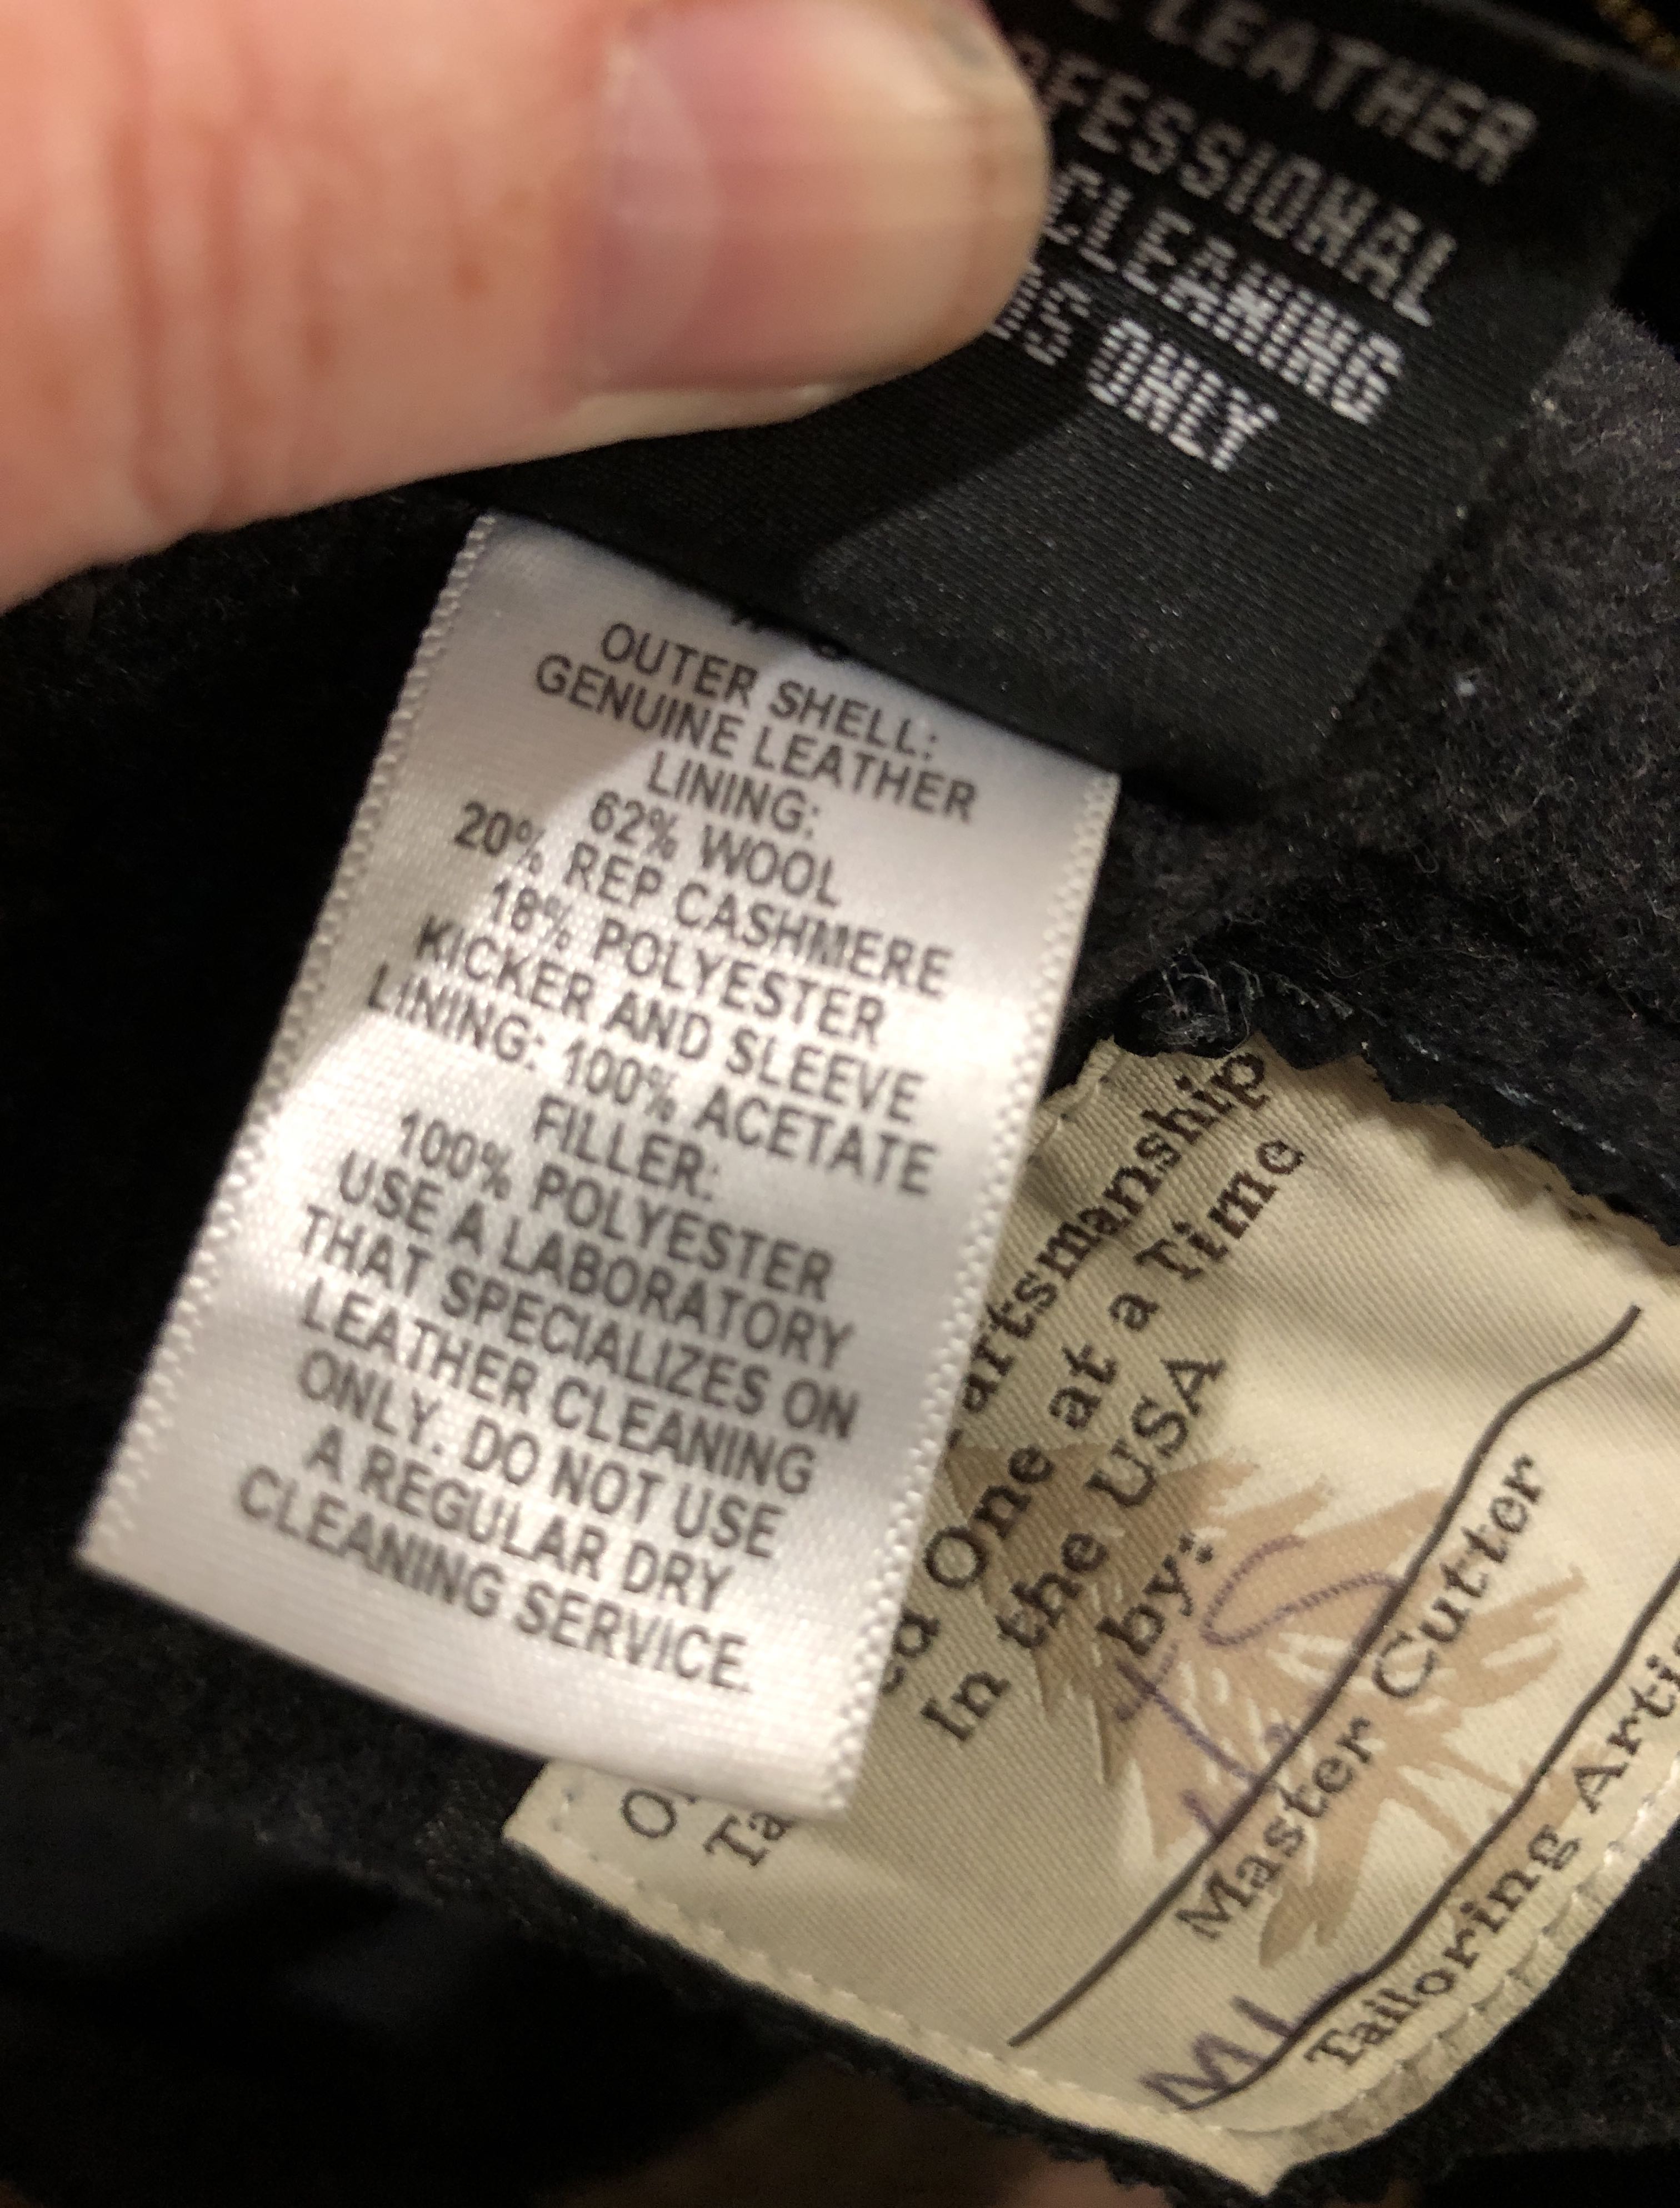 LEATHER
CLEANING
ONLY
OUTER SHELL:
GENUINE LEATHER
LINING:
62% WOOL
20% REP CASHMERE
18% POLYESTER
KICKER AND SLEEVE
LINING: 100% ACETATE
FILLER:
100% POLYESTER
USE A LABORATORY
THAT SPECIALIZES ON
LEATHER CLEANING
ONLY. DO NOT USE
A REGULAR DRY
CLEANING SERVICE.
One at a Time
In the USA
by:
Master Cutter
ML
Tailoring